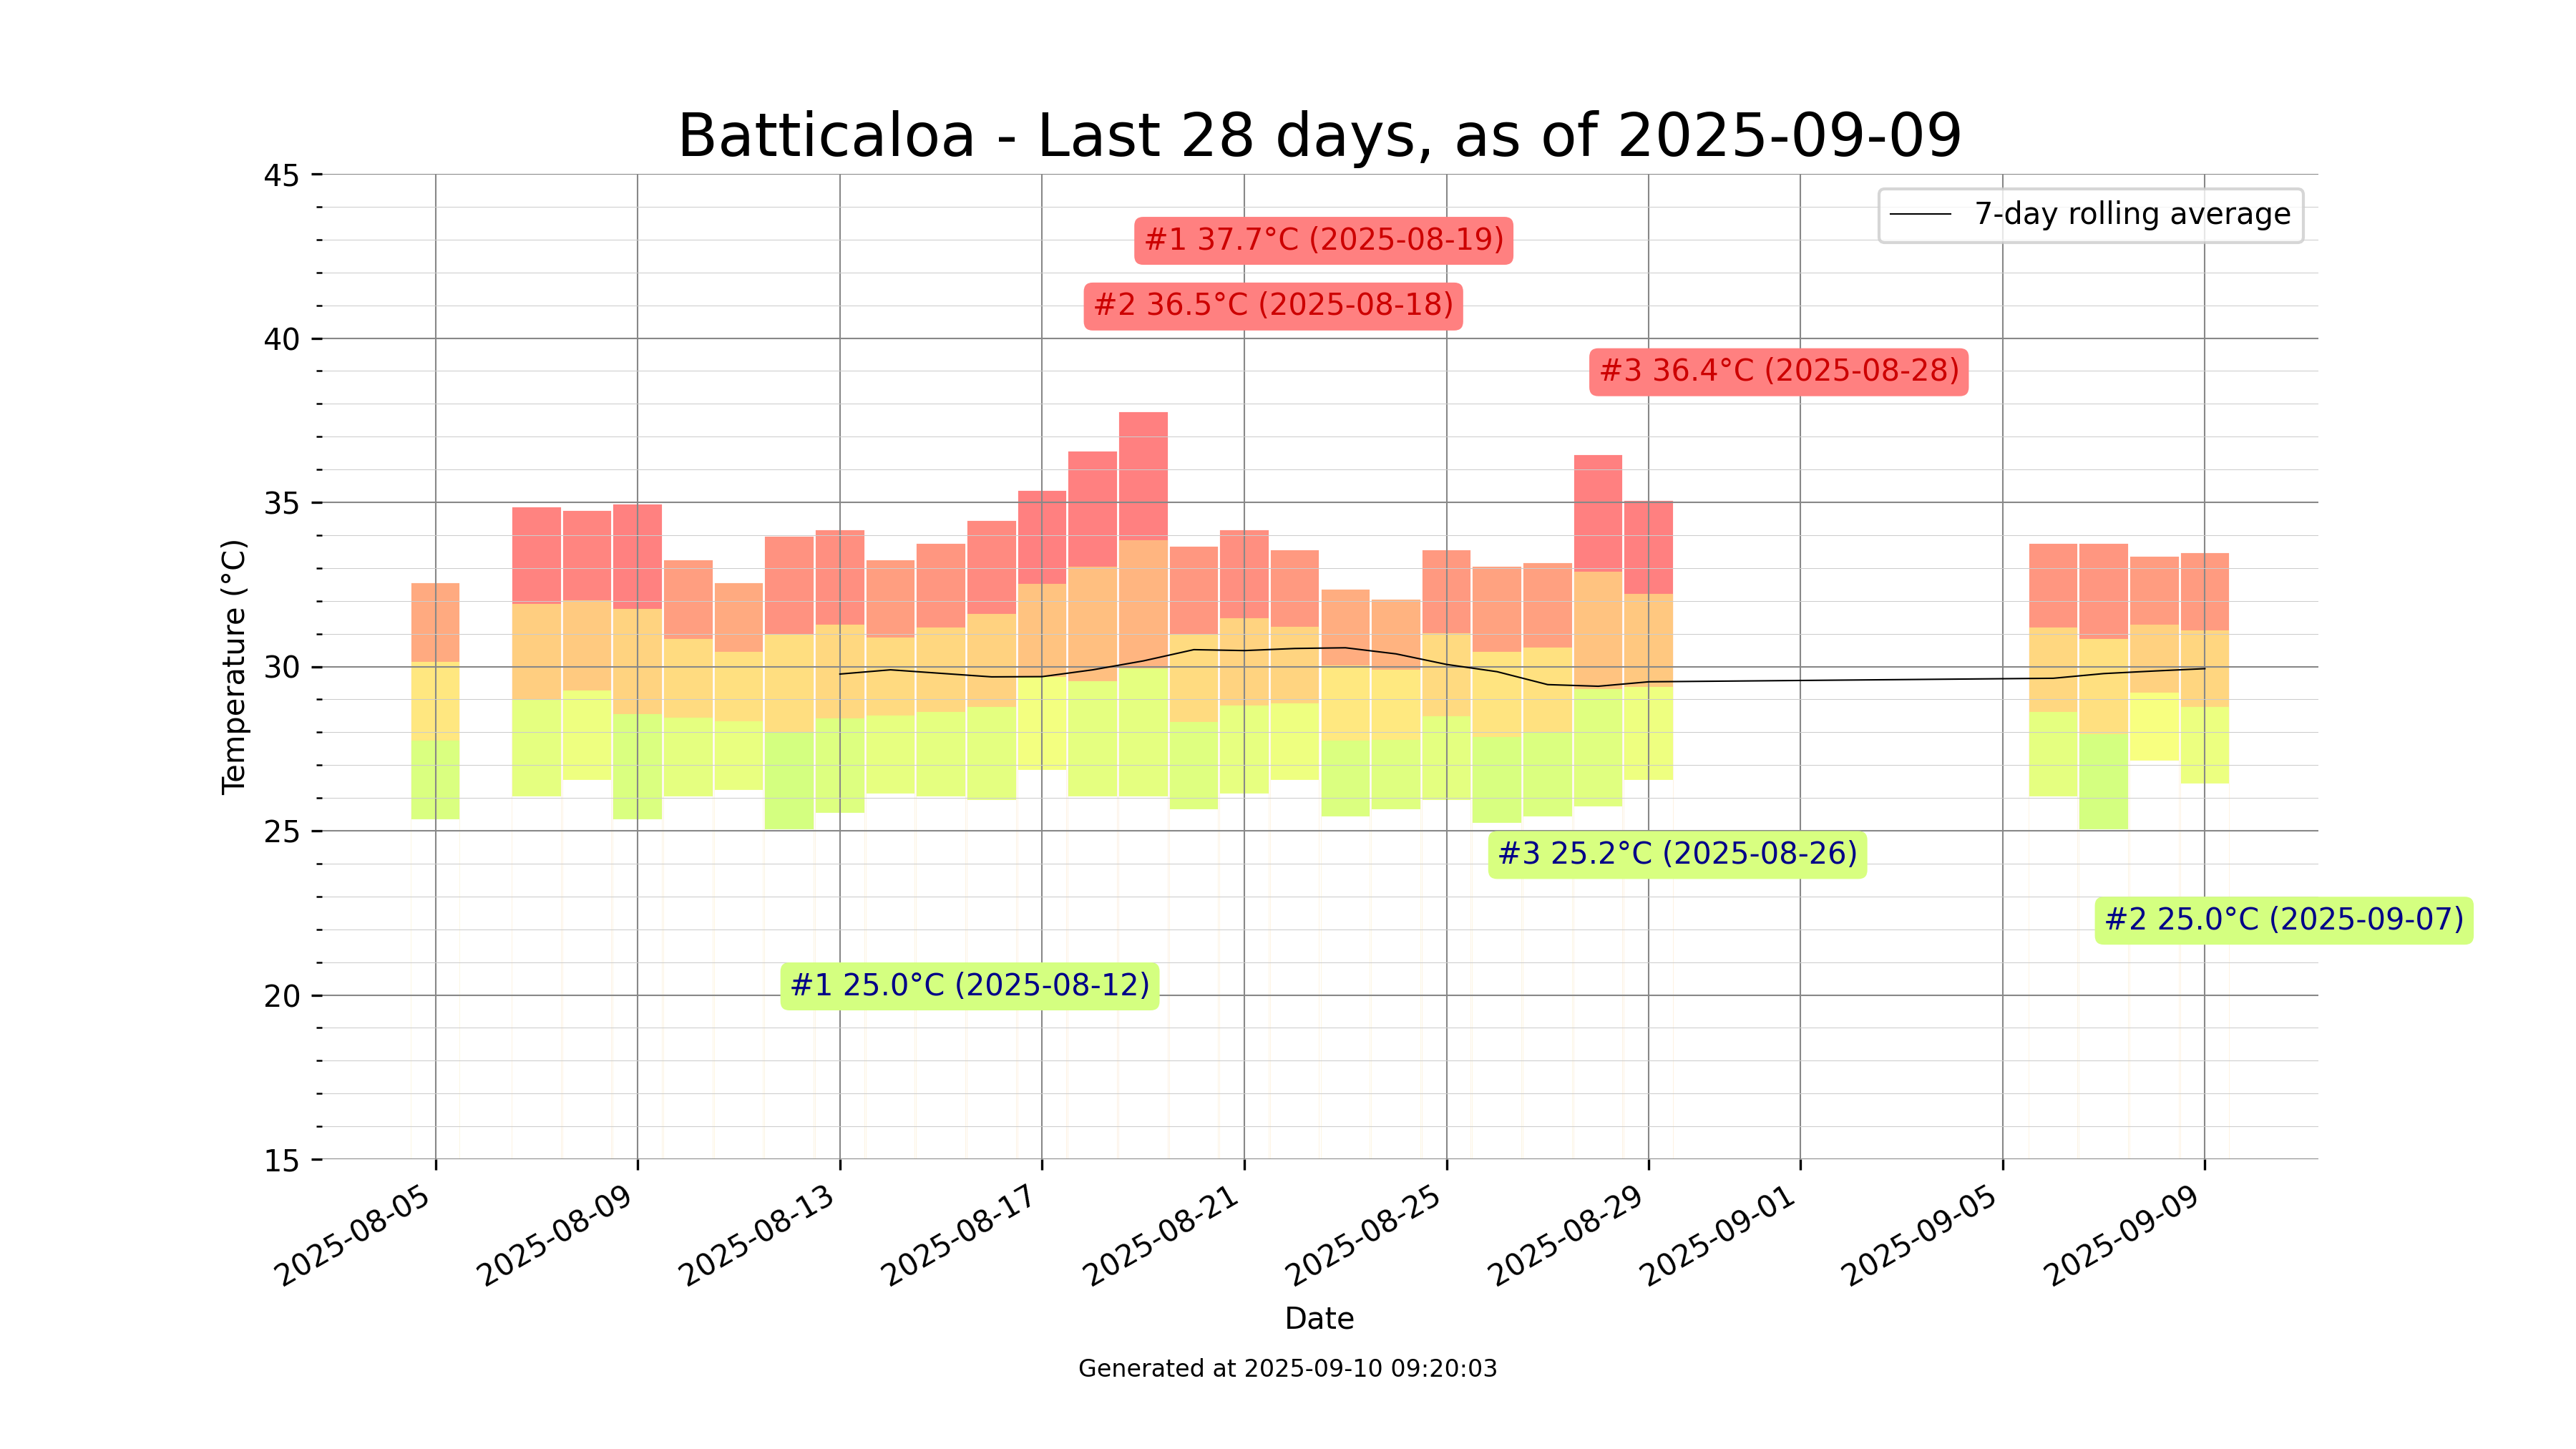 Batticaloa - Last 28 days, as of 2025-09-09
45
40
35
30
25
20
15
Temperature (°C)
7-day rolling average
#1 37.7°C (2025-08-19)
#2 36.5°C (2025-08-18)
#3 36.4°C (2025-08-28)
#3 25.2°C (2025-08-26)
#2 25.0°C (2025-09-07)
#1 25.0°C (2025-08-12)
2025-08-05
2025-08-09
2025-08-13
2025-08-17
2025-08-21
2025-08-25
2025-08-29
2025-09-01
2025-09-05
2025-09-09
Date
Generated at 2025-09-10 09:20:03